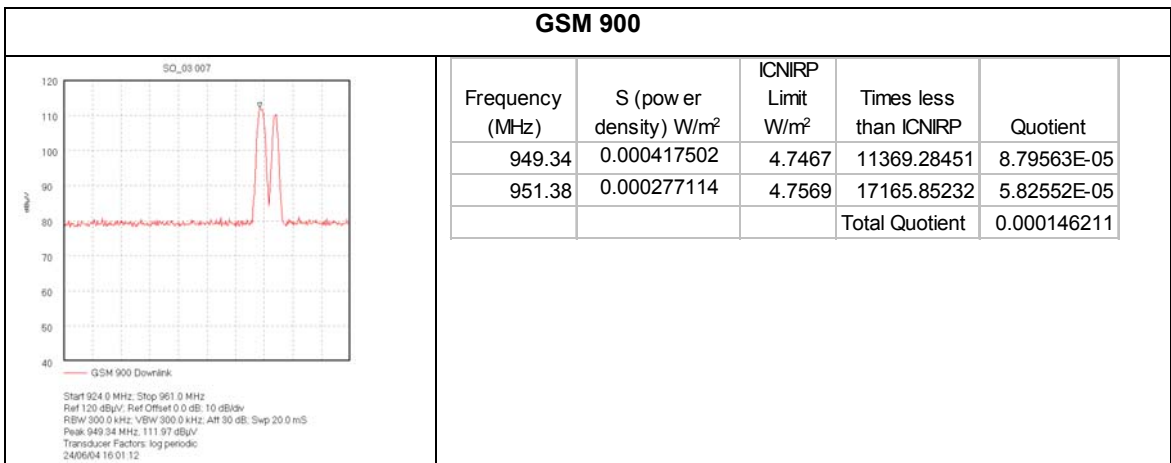 GSM 900
SO_03 007
120
110
100
90
80
70
60
50
40
dBµV
GSM 900 Downlink
Start 924.0 MHz; Stop 961.0 MHz
Ref 120 dBµV; Ref Offset 0.0 dB; 10 dB/div
RBW 300.0 kHz; VBW 300.0 kHz; Att 30 dB; Swp 20.0 mS
Peak 949.34 MHz, 111.97 dBµV
Transducer Factors: log periodic
24/06/04 16:01:12
Frequency (MHz) S (power density) W/m² ICNIRP Limit W/m² Times less than ICNIRP Quotient
949.34 0.000417502 4.7467 11369.28451 8.79563E-05
951.38 0.000277114 4.7569 17165.85232 5.82552E-05
Total Quotient 0.000146211